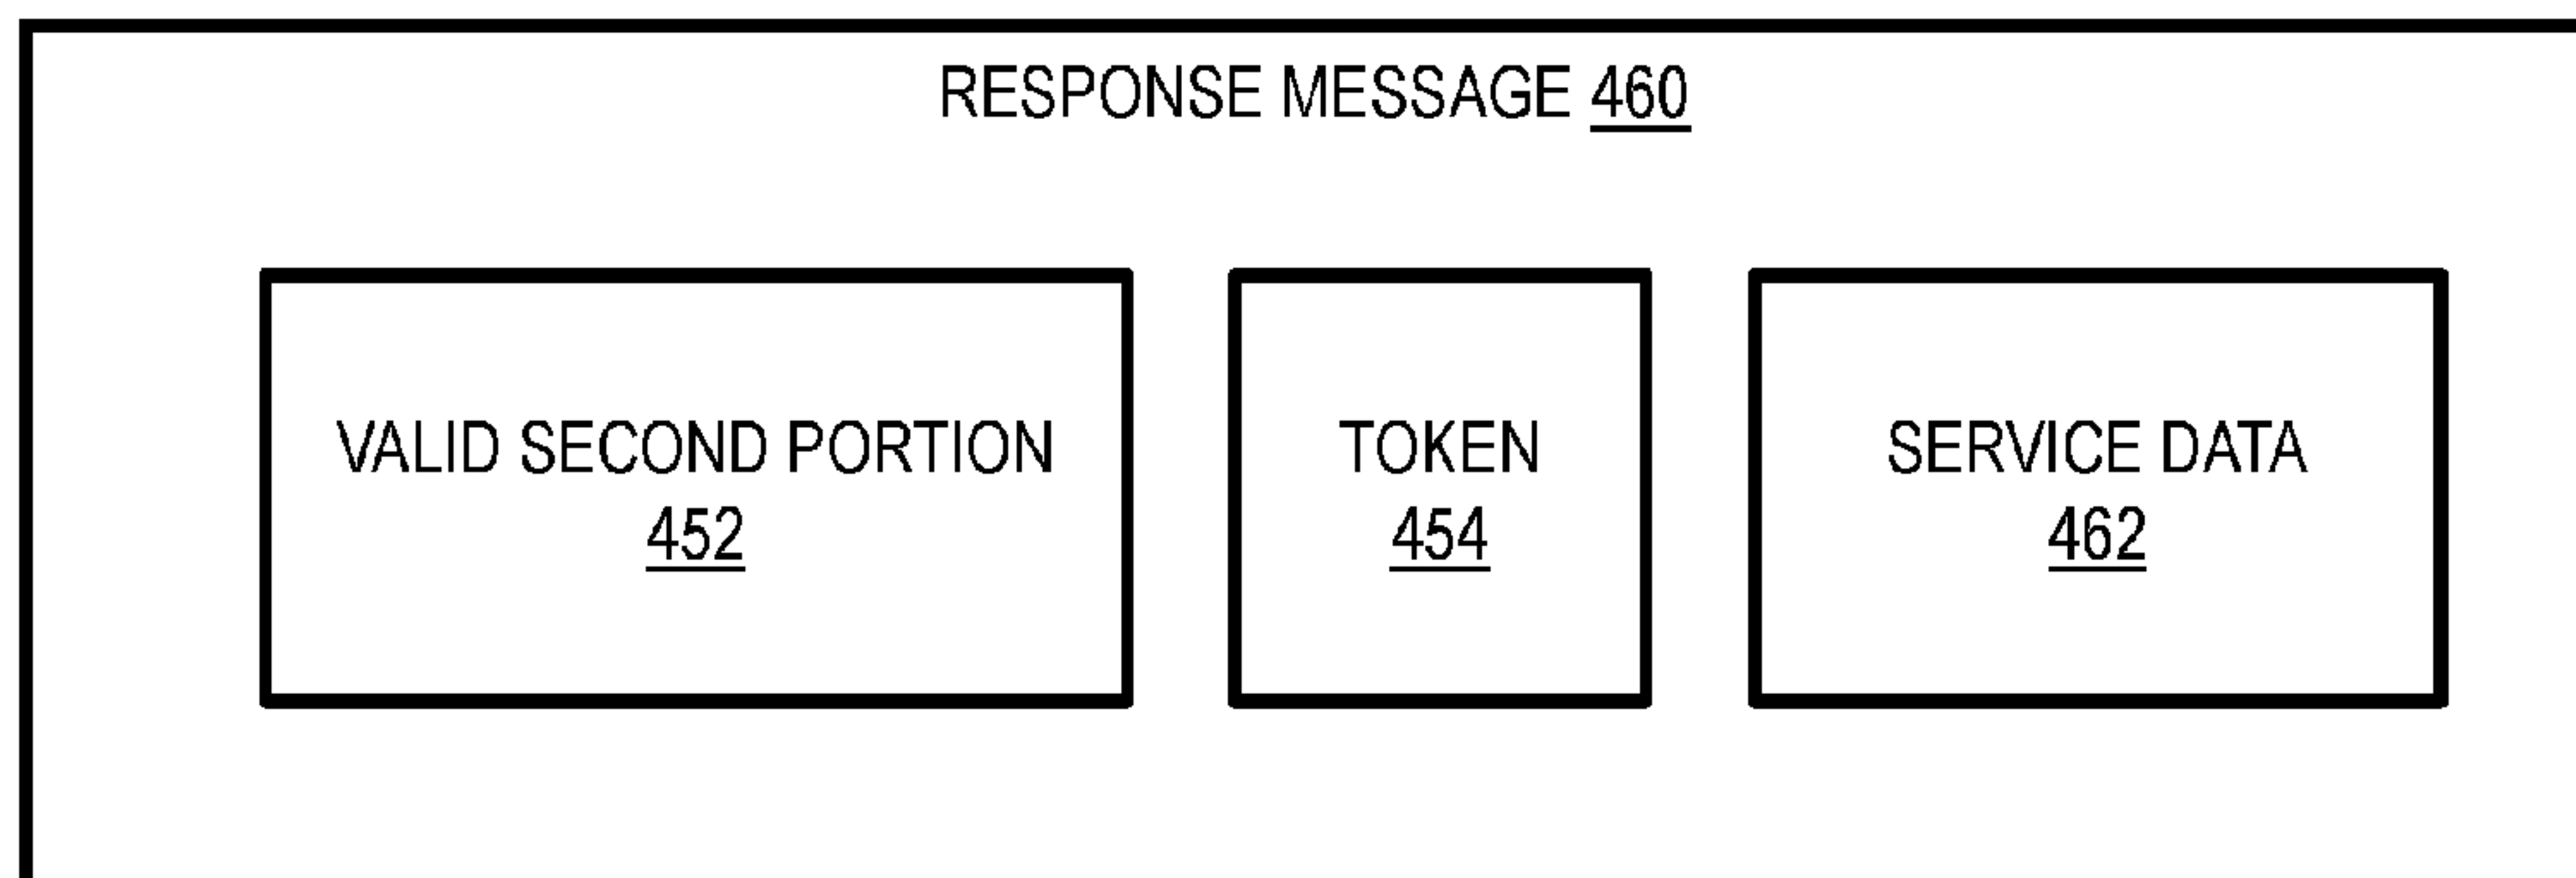 RESPONSE MESSAGE 460
VALID SECOND PORTION
452
TOKEN
454
SERVICE DATA
462